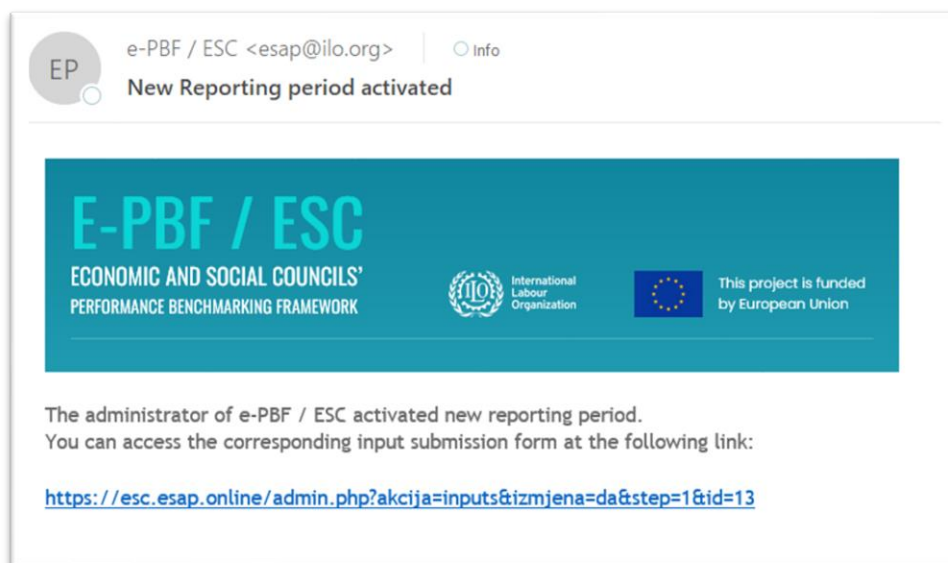 EP
e-PBF / ESC <esap@ilo.org>
Info
New Reporting period activated
E-PBF / ESC
ECONOMIC AND SOCIAL COUNCILS'
PERFORMANCE BENCHMARKING FRAMEWORK
International
Labour
Organization
This project is funded
by European Union
The administrator of e-PBF / ESC activated new reporting period.
You can access the corresponding input submission form at the following link:
https://esc.esap.online/admin.php?akcija=inputs&izmjena=da&step=1&id=13